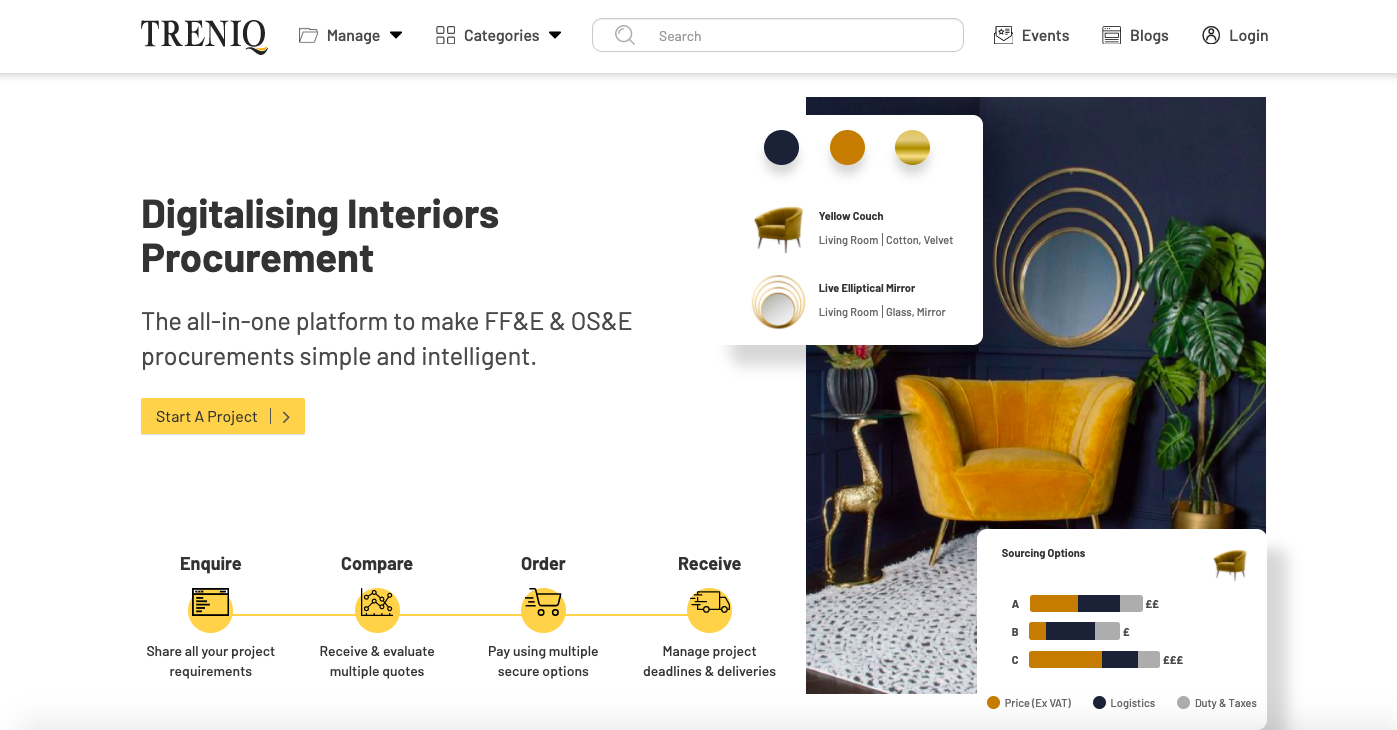 TRENIQ
Manage
Categories
Search
Events
Blogs
Login
Digitalising Interiors
Procurement
The all-in-one platform to make FF&E & OS&E
procurements simple and intelligent.
Start A Project
Yellow Couch
Living Room | Cotton, Velvet
Live Elliptical Mirror
Living Room | Glass, Mirror
Enquire
Share all your project
requirements
Compare
Receive & evaluate
multiple quotes
Order
Pay using multiple
secure options
Receive
Manage project
deadlines & deliveries
Sourcing Options
A ££
B £
C £££
Price (Ex VAT) Logistics Duty & Taxes